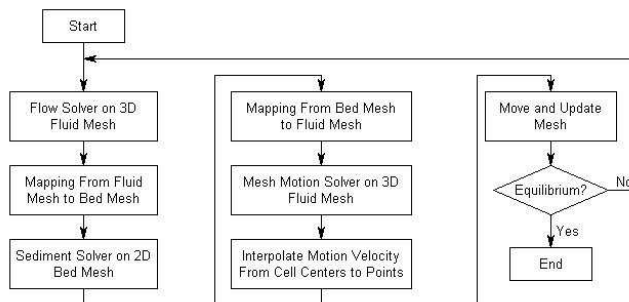 Start
Flow Solver on 3D
Fluid Mesh
Mapping From Fluid
Mesh to Bed Mesh
Sediment Solver on 2D
Bed Mesh
Mapping From Bed Mesh
to Fluid Mesh
Mesh Motion Solver on 3D
Fluid Mesh
Interpolate Motion Velocity
From Cell Centers to Points
Move and Update
Mesh
Equilibrium?
No
Yes
End